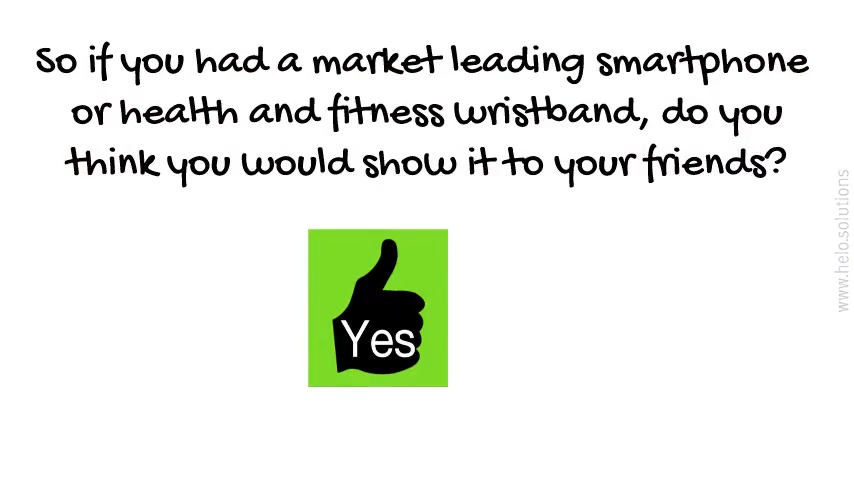 So if you had a market leading smartphone
or health and fitness wristband, do you
think you would show it to your friends?
Yes
www.helo.solutions